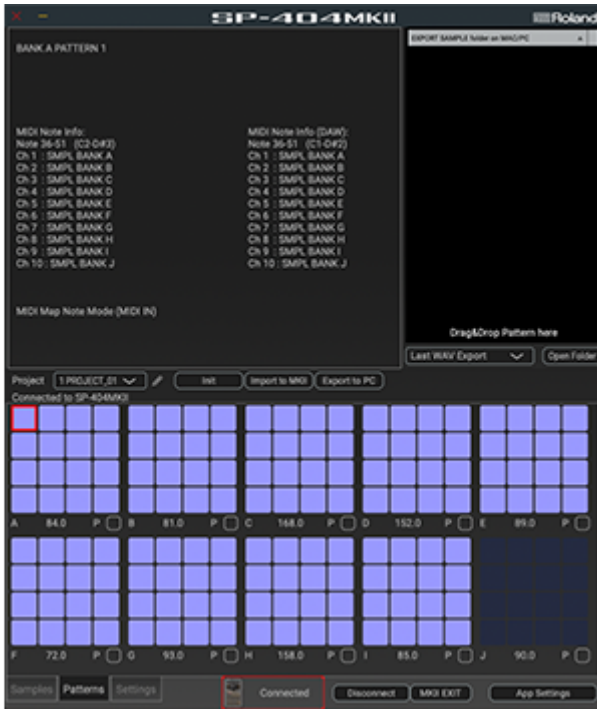 SP-404MKII
Roland
BANK A PATTERN 1
EXPORT SAMPLE folder on MAC/PC
MIDI Note Info:
Note 36-51 (C2-D#3)
Ch 1 : SMPL BANK A
Ch 2 : SMPL BANK B
Ch 3 : SMPL BANK C
Ch 4 : SMPL BANK D
Ch 5 : SMPL BANK E
Ch 6 : SMPL BANK F
Ch 7 : SMPL BANK G
Ch 8 : SMPL BANK H
Ch 9 : SMPL BANK I
Ch 10 : SMPL BANK J
MIDI Note Info (DAW):
Note 36-51 (C1-D#2)
Ch 1 : SMPL BANK A
Ch 2 : SMPL BANK B
Ch 3 : SMPL BANK C
Ch 4 : SMPL BANK D
Ch 5 : SMPL BANK E
Ch 6 : SMPL BANK F
Ch 7 : SMPL BANK G
Ch 8 : SMPL BANK H
Ch 9 : SMPL BANK I
Ch 10 : SMPL BANK J
MIDI Map Note Mode (MIDI IN)
Drag&Drop Pattern here
Last WAV Export Open Folder
Project 1:PROJECT_01 Init Import to MKII Export to PC
Connected to SP-404MKII
A 84.0 P B 81.0 P C 168.0 P D 152.0 P E 89.0 P
F 72.0 P G 93.0 P H 158.0 P I 85.0 P J 90.0 P
Samples Patterns Settings Connected Disconnect MKII EXIT App Settings